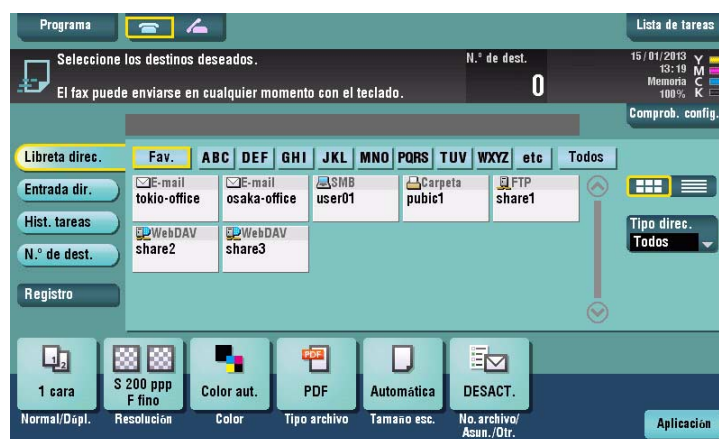 Programa
Lista de tareas
Seleccione los destinos deseados.
N.° de dest.
0
15/01/2013
13:19
Memoria
100%
Y
M
C
K
El fax puede enviarse en cualquier momento con el teclado.
Comprob. config.
Libreta direc.
Fav. ABC DEF GHI JKL MNO PQRS TUV WXYZ etc Todos
Entrada dir.
Hist. tareas
N.° de dest.
Registro
E-mail
tokio-office
E-mail
osaka-office
SMB
user01
Carpeta
pubic1
FTP
share1
WebDAV
share2
WebDAV
share3
Tipo direc.
Todos
1 2
1 cara
S 200 ppp
F fino
Color aut.
PDF
PDF
Automática
DESACT.
Normal/Dúpl.
Resolución
Color
Tipo archivo
Tamaño esc.
No.archivo/
Asun./Otr.
Aplicación